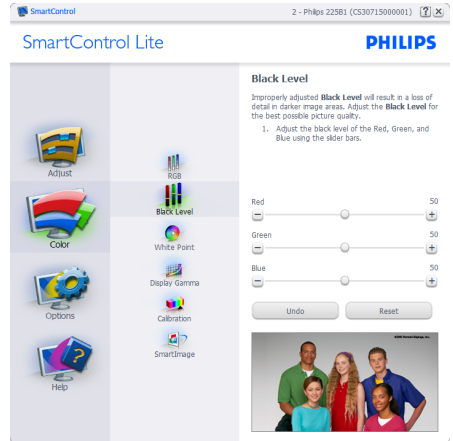 SmartControl
2 - Philips 225B1 (CS30715000001)
SmartControl Lite
PHILIPS
Adjust
Color
Options
Help
RGB
Black Level
White Point
Display Gamma
Calibration
SmartImage
Black Level
Improperly adjusted Black Level will result in a loss of
detail in darker image areas. Adjust the Black Level for
the best possible picture quality.
1. Adjust the black level of the Red, Green, and
Blue using the slider bars.
Red 50
Green 50
Blue 50
Undo Reset